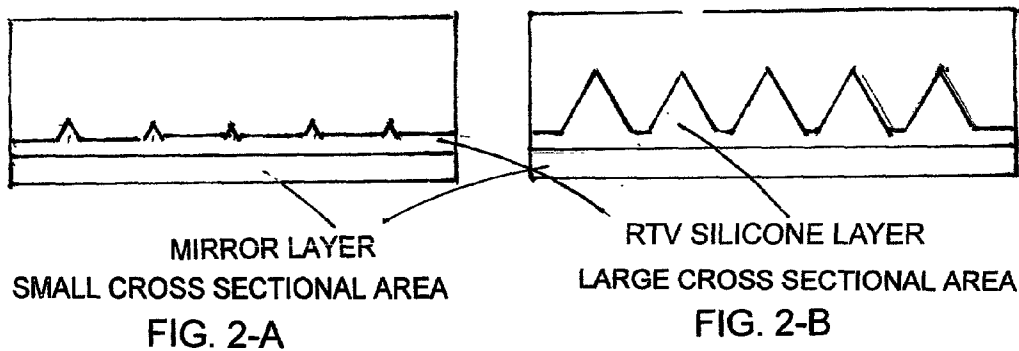 MIRROR LAYER
SMALL CROSS SECTIONAL AREA
FIG. 2-A
RTV SILICONE LAYER
LARGE CROSS SECTIONAL AREA
FIG. 2-B